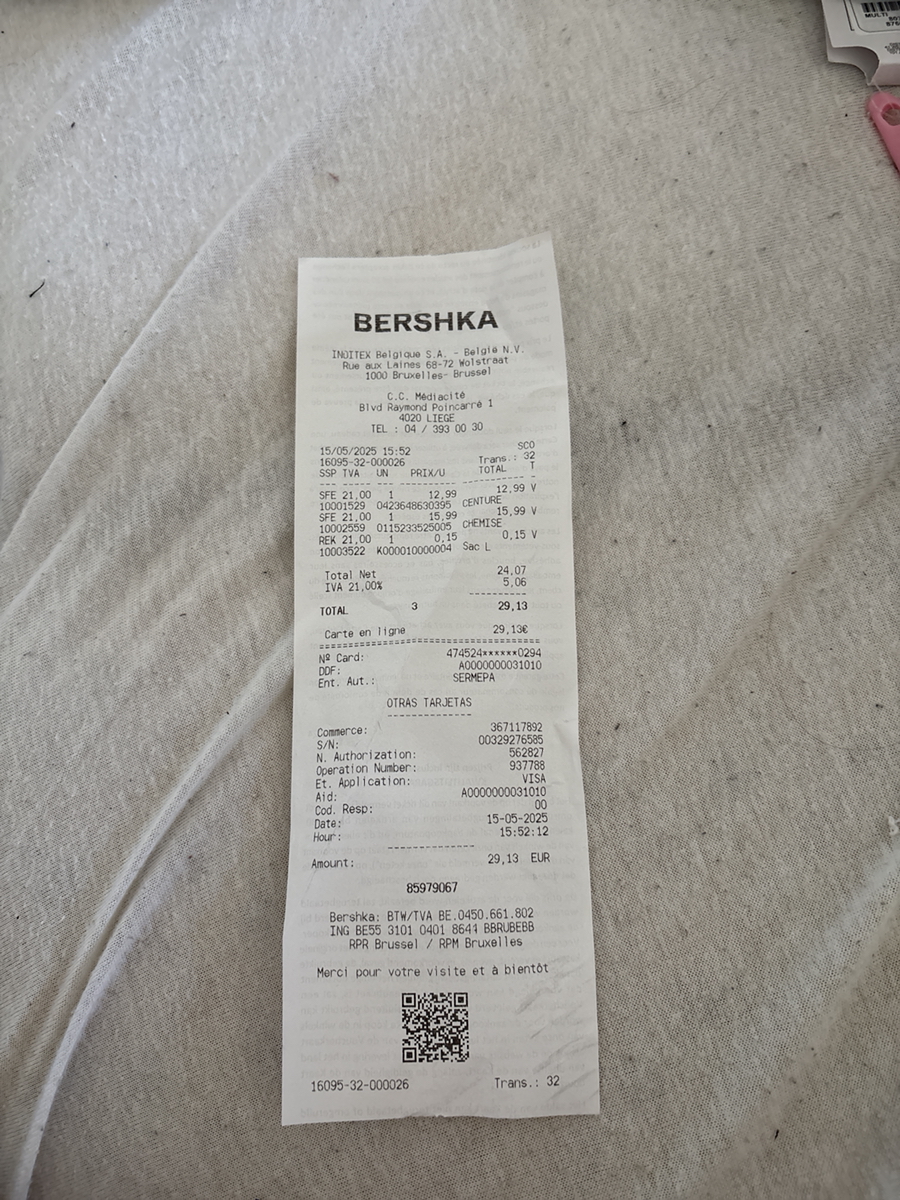 BERSHKA
INDITEX Belgique S.A. - Belgïe N.V.
Rue aux Laines 68-72 Wolstraat
1000 Bruxelles- Brussel
C.C. Médiacité
Blvd Raymond Poincarré 1
4020 LIEGE
TEL : 04 / 393 00 30
15/05/2025 15:52 SCO
16095-32-000026 Trans.: 32
SSP TVA UN PRIX/U TOTAL T
SFE 21,00 1 12,99 12,99 V
10001529 0423648630395 CENTURE
SFE 21,00 1 15,99 15,99 V
10002559 0115233525005 CHEMISE
REK 21,00 1 0,15 0,15 V
10003522 K000010000004 Sac L
Total Net 24,07
IVA 21,00% 5,06
TOTAL 3 29,13
Carte en ligne 29,13€
Nº Card: 474524******0294
DDF: A0000000031010
Ent. Aut.: SERMEPA
OTRAS TARJETAS
Commerce: 367117892
S/N: 00329276585
N. Authorization: 562827
Operation Number: 937788
Et. Application: VISA
Aid: A0000000031010
Cod. Resp: 00
Date: 15-05-2025
Hour: 15:52:12
Amount: 29,13 EUR
85979067
Bershka: BTW/TVA BE.0450.661.802
ING BE55 3101 0401 8644 BBRUBEBB
RPR Brussel / RPM Bruxelles
Merci pour votre visite et à bientôt
16095-32-000026 Trans.: 32
MULTI